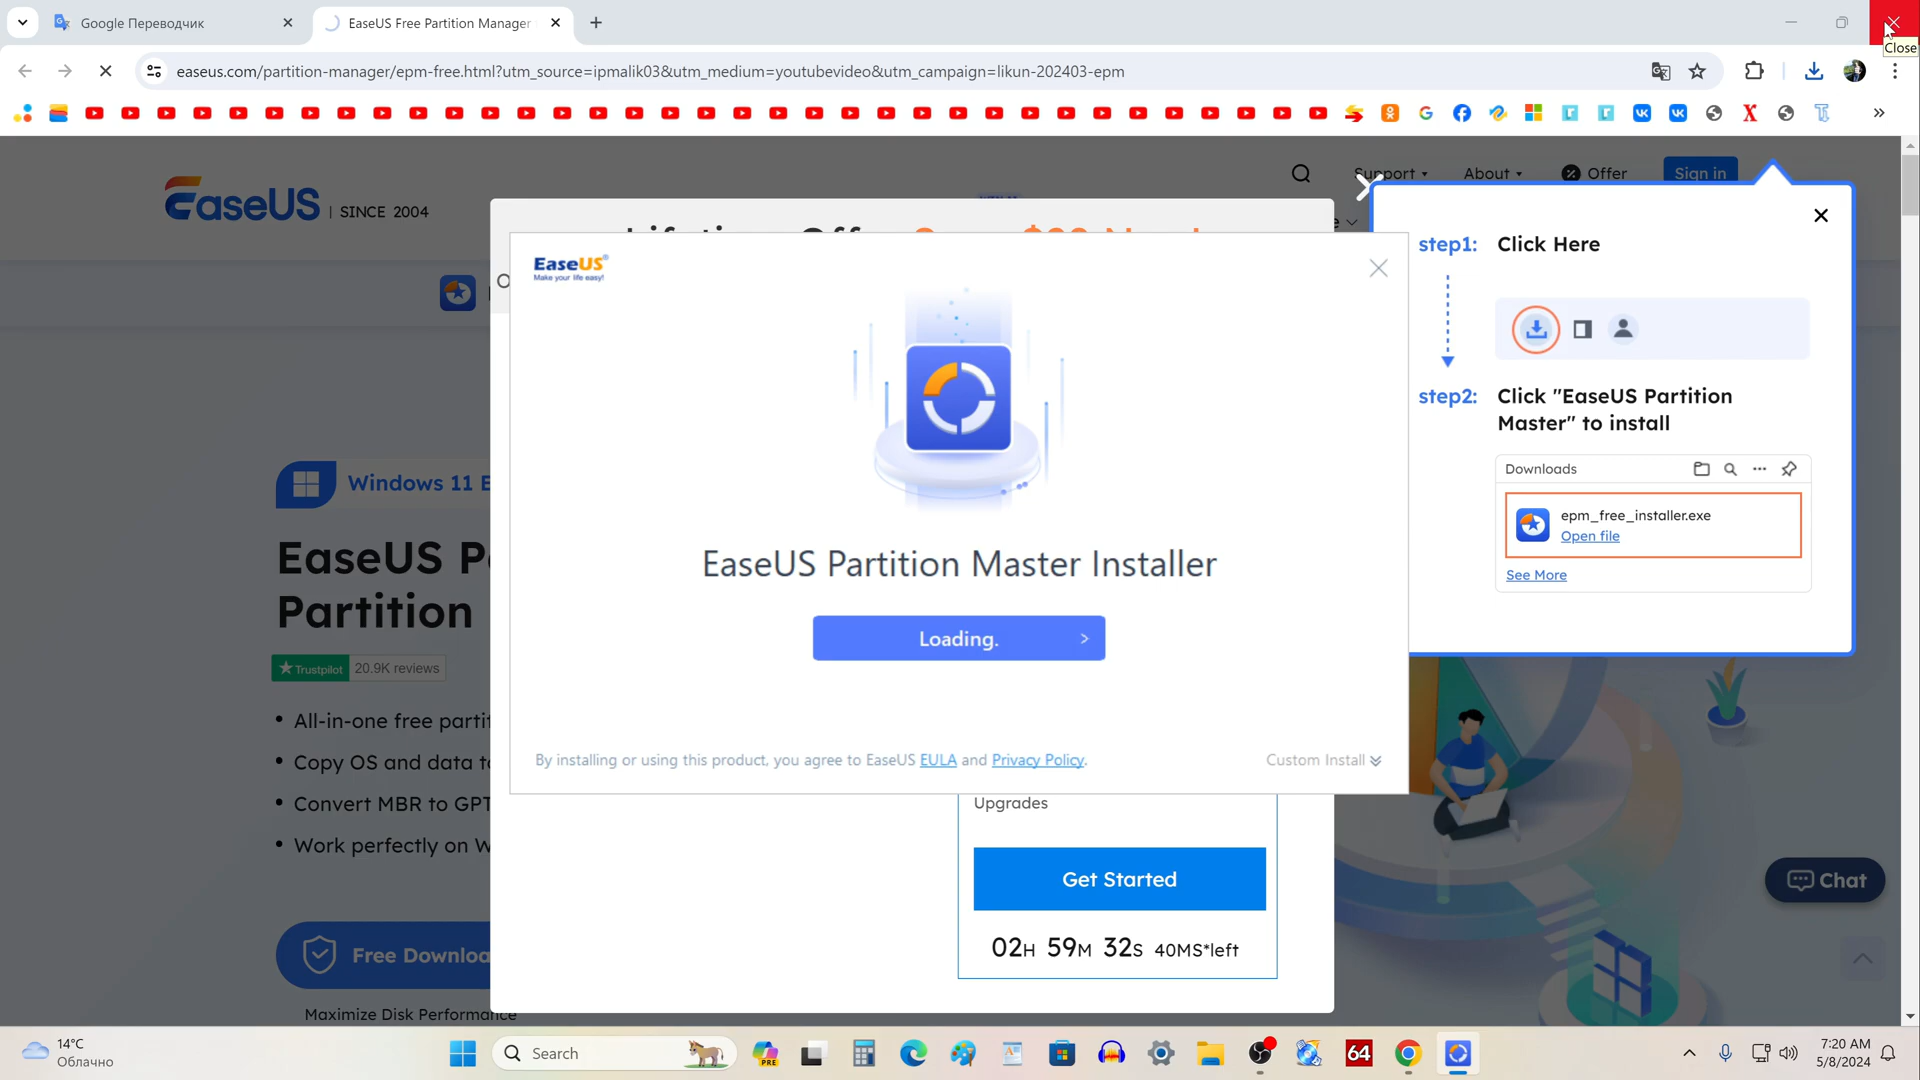 Google Переводчик
EaseUS Free Partition Manager
Close
easeus.com/partition-manager/epm-free.html?utm_source=ipmalik03&utm_medium=youtubevideo&utm_campaign=likun-202403-epm
EaseUS | SINCE 2004
Support
About
Offer
Sign in
step1: Click Here
step2: Click "EaseUS Partition
Master" to install
Downloads
epm_free_installer.exe
Open file
See More
EaseUS®
Make your life easy!
EaseUS Partition Master Installer
Loading. >
By installing or using this product, you agree to EaseUS EULA and Privacy Policy.
Custom Install
Windows 11
EaseUS
Partition
Trustpilot 20.9K reviews
• All-in-one free
• Copy OS and data
• Convert MBR to GPT
• Work perfectly on
Free
Maximize Disk Performance
Upgrades
Get Started
02H 59M 32S 40MS*left
Chat
14°C
Облачно
Search
PRE
64
7:20 AM
5/8/2024